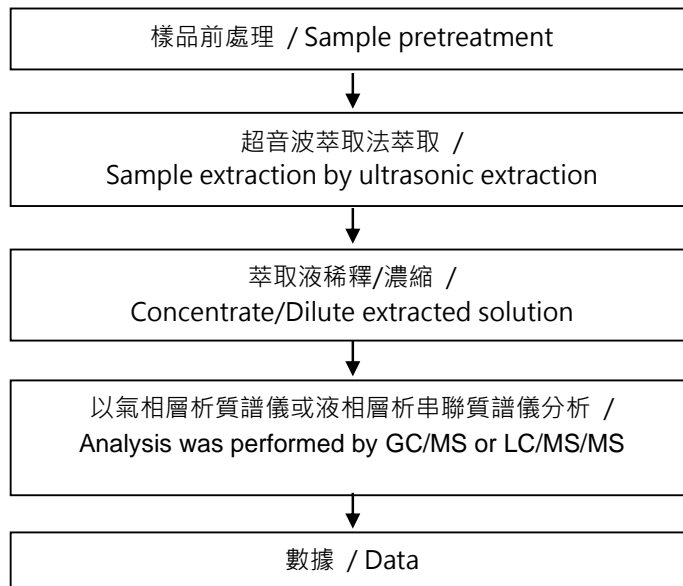 樣品前處理 / Sample pretreatment
超音波萃取法萃取 /
Sample extraction by ultrasonic extraction
萃取液稀釋/濃縮 /
Concentrate/Dilute extracted solution
以氣相層析質譜儀或液相層析串聯質譜儀分析 /
Analysis was performed by GC/MS or LC/MS/MS
數據 / Data